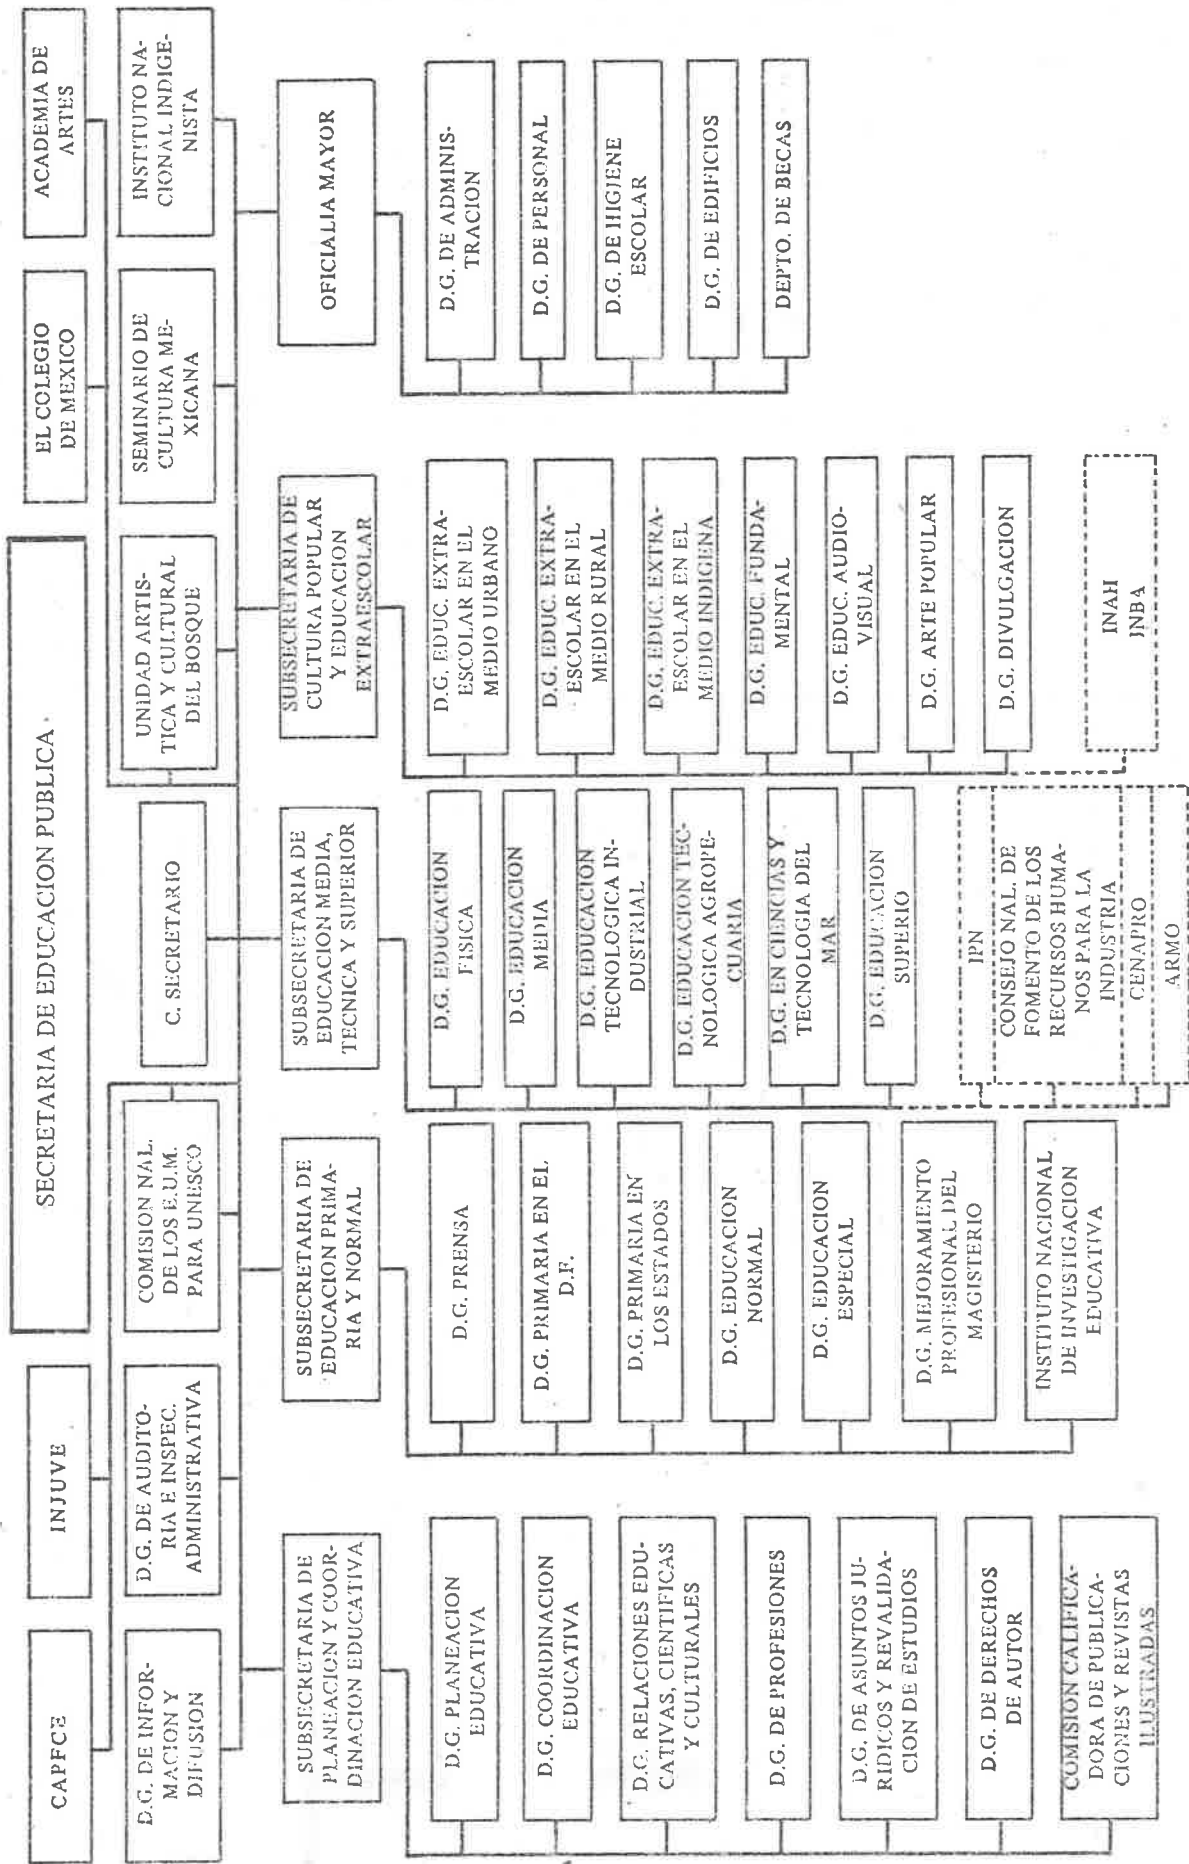 SECRETARIA DE EDUCACION PUBLICA
CAPFCE
INJUVE
EL COLEGIO
DE MEXICO
ACADEMIA DE
ARTES
D.G. DE INFOR-
MACION Y
DIFUSION
D.G. DE AUDITO-
RIA E INSPEC.
ADMINISTRATIVA
COMISION NAL.
DE LOS E.U.M.
PARA UNESCO
C. SECRETARIO
UNIDAD ARTIS-
TICA Y CULTURAL
DEL BOSQUE
SEMINARIO DE
CULTURA ME-
XICANA
INSTITUTO NA-
CIONAL INDIGE-
NISTA
SUBSECRETARIA DE
PLANEACION Y COOR-
DINACION EDUCATIVA
D.G. PLANEACION
EDUCATIVA
D.G. COORDINACION
EDUCATIVA
D.G. RELACIONES EDU-
CATIVAS, CIENTIFICAS
Y CULTURALES
D.G. DE PROFESIONES
D.G. DE ASUNTOS JU-
RIDICOS Y REVALIDA-
CION DE ESTUDIOS
D.G. DE DERECHOS
DE AUTOR
COMISION CALIFICA-
DORA DE PUBLICA-
CIONES Y REVISTAS
ILUSTRADAS
SUBSECRETARIA DE
EDUCACION PRIMA-
RIA Y NORMAL
D.G. PRENSA
D.G. PRIMARIA EN EL
D.F.
D.G. PRIMARIA EN
LOS ESTADOS
D.G. EDUCACION
NORMAL
D.G. EDUCACION
ESPECIAL
D.G. MEJORAMIENTO
PROFESIONAL DEL
MAGISTERIO
INSTITUTO NACIONAL
DE INVESTIGACION
EDUCATIVA
SUBSECRETARIA DE
EDUCACION MEDIA,
TECNICA Y SUPERIOR
D.G. EDUCACION
FISICA
D.G. EDUCACION
MEDIA
D.G. EDUCACION
TECNOLOGICA IN-
DUSTRIAL
D.G. EDUCACION TEC-
NOLOGICA AGROPE-
CUARIA
D.G. EN CIENCIAS Y
TECNOLOGIA DEL
MAR
D.G. EDUCACION
SUPERIO
IPN
CONSEJO NAL. DE
FOMENTO DE LOS
RECURSOS HUMA-
NOS PARA LA
INDUSTRIA
CENAPRO
ARMO
SUBSECRETARIA DE
CULTURA POPULAR
Y EDUCACION
EXTRAESCOLAR
D.G. EDUC. EXTRA-
ESCOLAR EN EL
MEDIO URBANO
D.G. EDUC. EXTRA-
ESCOLAR EN EL
MEDIO RURAL
D.G. EDUC. EXTRA-
ESCOLAR EN EL
MEDIO INDIGENA
D.G. EDUC. FUNDA-
MENTAL
D.G. EDUC. AUDIO-
VISUAL
D.G. ARTE POPULAR
D.G. DIVULGACION
INAH
INBA
OFICIALIA MAYOR
D.G. DE ADMINIS-
TRACION
D.G. DE PERSONAL
D.G. DE HIGIENE
ESCOLAR
D.G. DE EDIFICIOS
DEPTO. DE BECAS